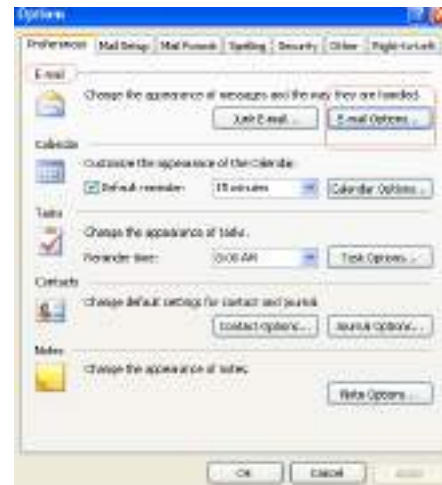 Options
Preferences Mail Setup Mail Format Spelling Security Other Right-to-Left
E-mail
Change the appearance of messages and the way they are handled.
Junk E-mail... E-mail Options...
Calendar
Customize the appearance of the Calendar.
Default reminder: 15 minutes Calendar Options...
Tasks
Change the appearance of tasks.
Reminder time: Task Options...
Contacts
Change default settings for contact and journal.
Contact Options... Journal Options...
Notes
Change the appearance of notes.
Note Options...
OK Cancel Apply